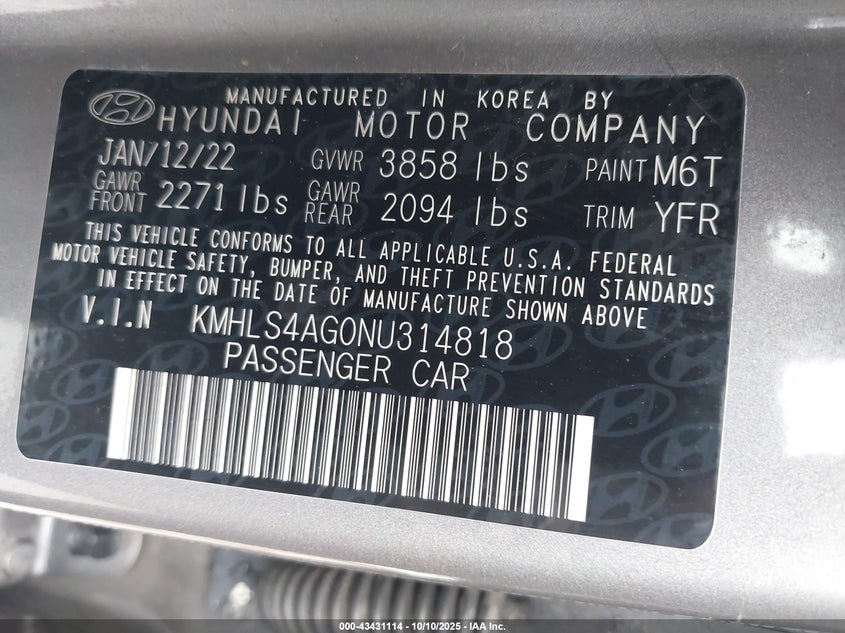 MANUFACTURED IN KOREA BY
HYUNDAI MOTOR COMPANY
JAN/12/22 GVWR 3858 lbs PAINT M6T
GAWR FRONT 2271 lbs GAWR REAR 2094 lbs TRIM YFR
THIS VEHICLE CONFORMS TO ALL APPLICABLE U.S.A. FEDERAL
MOTOR VEHICLE SAFETY, BUMPER, AND THEFT PREVENTION STANDARDS
IN EFFECT ON THE DATE OF MANUFACTURE SHOWN ABOVE
V.I.N KMHLS4AG0NU314818
PASSENGER CAR
000-43431114 - 10/10/2025 - IAA Inc.